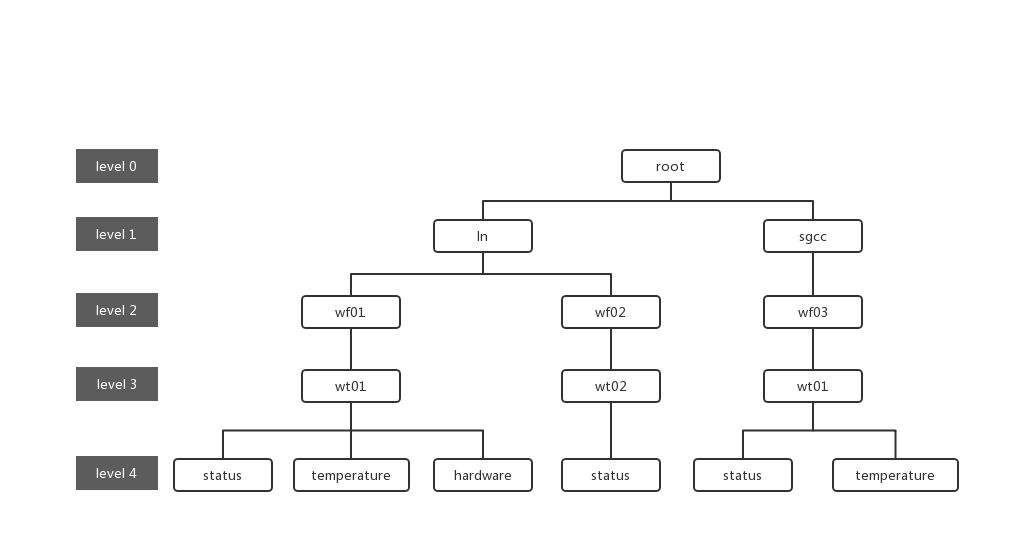 level 0
root
level 1
ln
sgcc
level 2
wf01
wf02
wf03
level 3
wt01
wt02
wt01
level 4
status
temperature
hardware
status
status
temperature